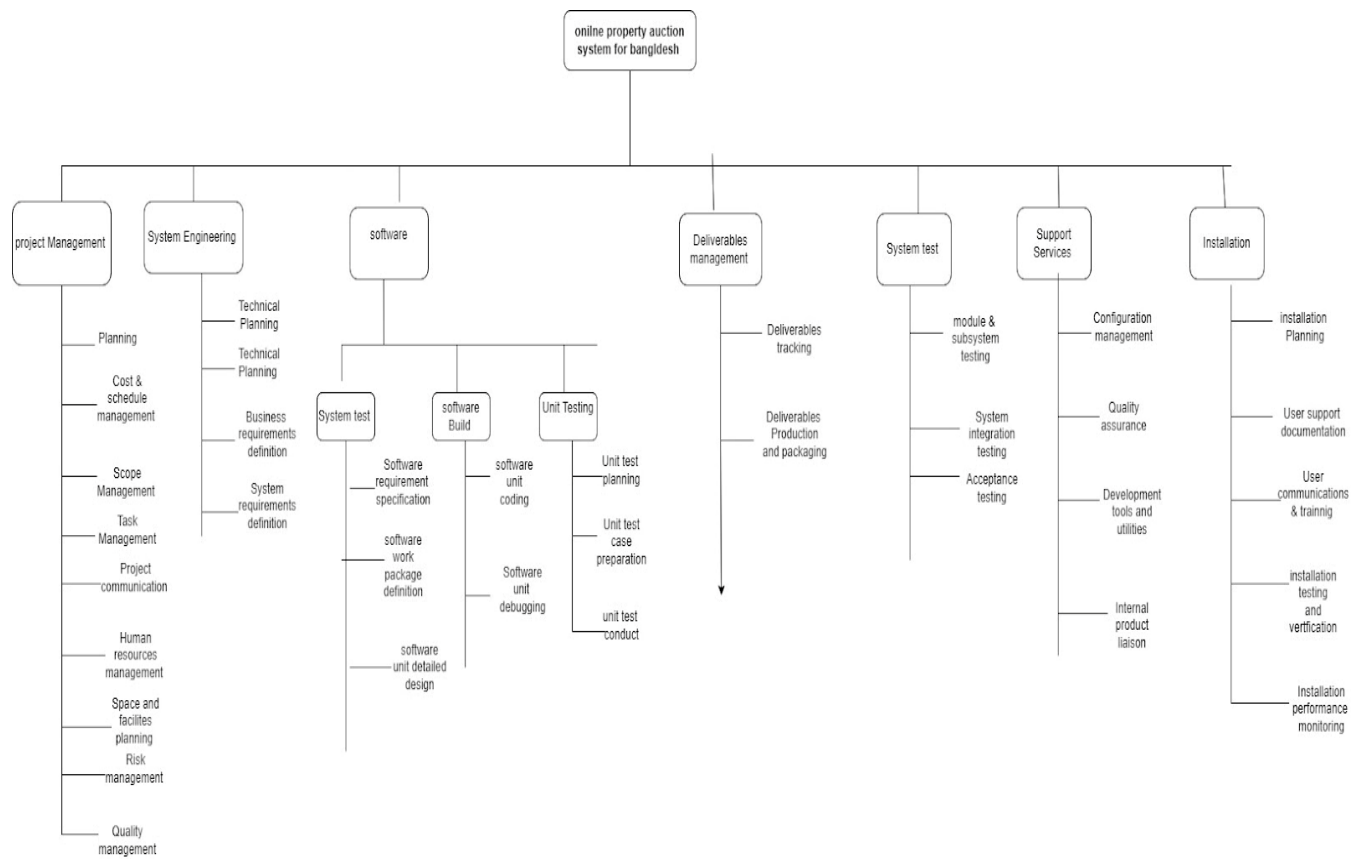 onilne property auction
system for bangldesh
project Management
System Engineering
software
Deliverables
management
System test
Support
Services
Installation
Planning
Cost &
schedule
management
Scope
Management
Task
Management
Project
communication
Human
resources
management
Space and
facilites
planning
Risk
management
Quality
management
Technical
Planning
Technical
Planning
Business
requirements
definition
System
requirements
definition
System test
Software
requirement
specification
software
work
package
definition
software
unit detailed
design
software
Build
software
unit
coding
Software
unit
debugging
Unit Testing
Unit test
planning
Unit test
case
preparation
unit test
conduct
Deliverables
tracking
Deliverables
Production
and packaging
module &
subsystem
testing
System
integration
testing
Acceptance
testing
Configuration
management
Quality
assurance
Development
tools and
utilities
Internal
product
liaison
installation
Planning
User support
documentation
User
communications
& trainnig
installation
testing
and
vertfication
Installation
performance
monitoring